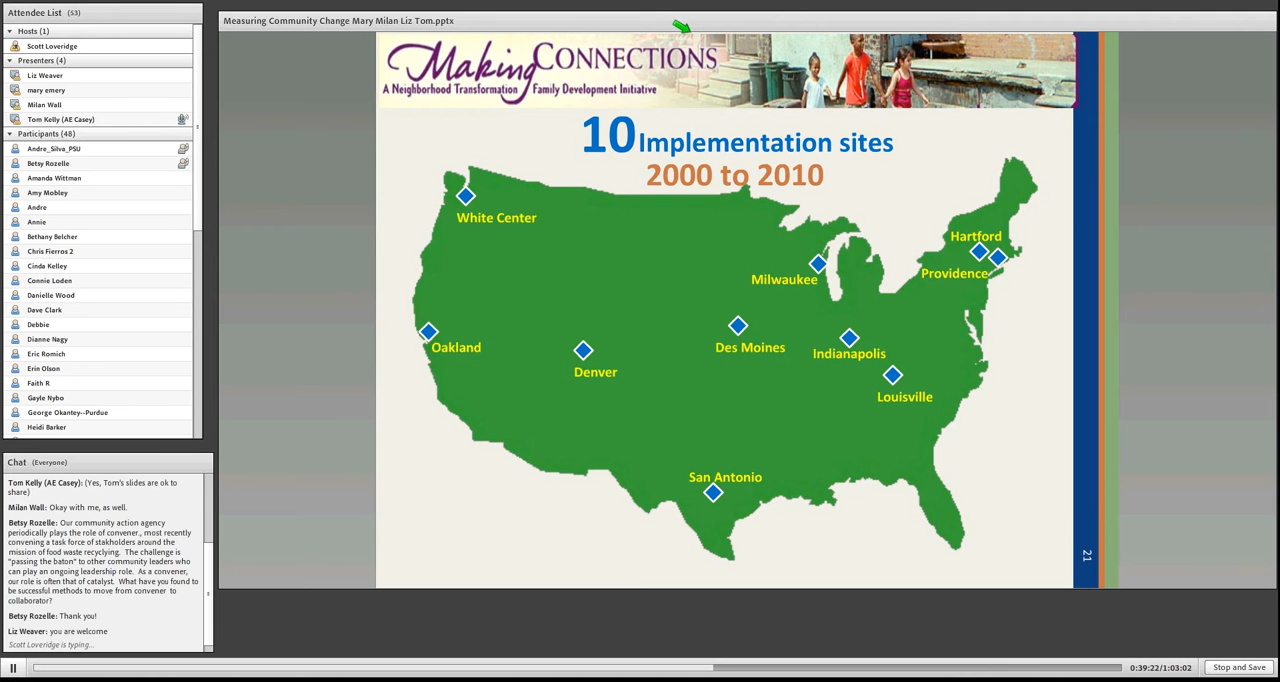 Attendee List (53)
Hosts (1)
Scott Loveridge
Presenters (4)
Liz Weaver
mary emery
Milan Wall
Tom Kelly (AE Casey)
Participants (48)
Andre_Silva_PSU
Betsy Rozelle
Amanda Wittman
Amy Mobley
Andre
Annie
Bethany Belcher
Chris Fierros 2
Cinda Kelley
Connie Loden
Danielle Wood
Dave Clark
Debbie
Dianne Nagy
Eric Romich
Erin Olson
Faith R
Gayle Nybo
George Okantey--Purdue
Heidi Barker
Chat (Everyone)
Tom Kelly (AE Casey): (Yes, Tom's slides are ok to
share)
Milan Wall: Okay with me, as well.
Betsy Rozelle: Our community action agency
periodically plays the role of convener., most recently
convening a task force of stakholders around the
mission of food waste recyclying. The challenge is
"passing the baton" to other community leaders who
can play an ongoing leadership role. As a convener,
our role is often that of catalyst. What have you found to
be successful methods to move from convener to
collaborator?
Betsy Rozelle: Thank you!
Liz Weaver: you are welcome
Scott Loveridge is typing...
Measuring Community Change Mary Milan Liz Tom.pptx
Making CONNECTIONS
A Neighborhood Transformation Family Development Initiative
10 Implementation sites
2000 to 2010
White Center
Hartford
Providence
Milwaukee
Oakland
Des Moines
Indianapolis
Denver
Louisville
San Antonio
21
0:39:22/1:03:02
Stop and Save